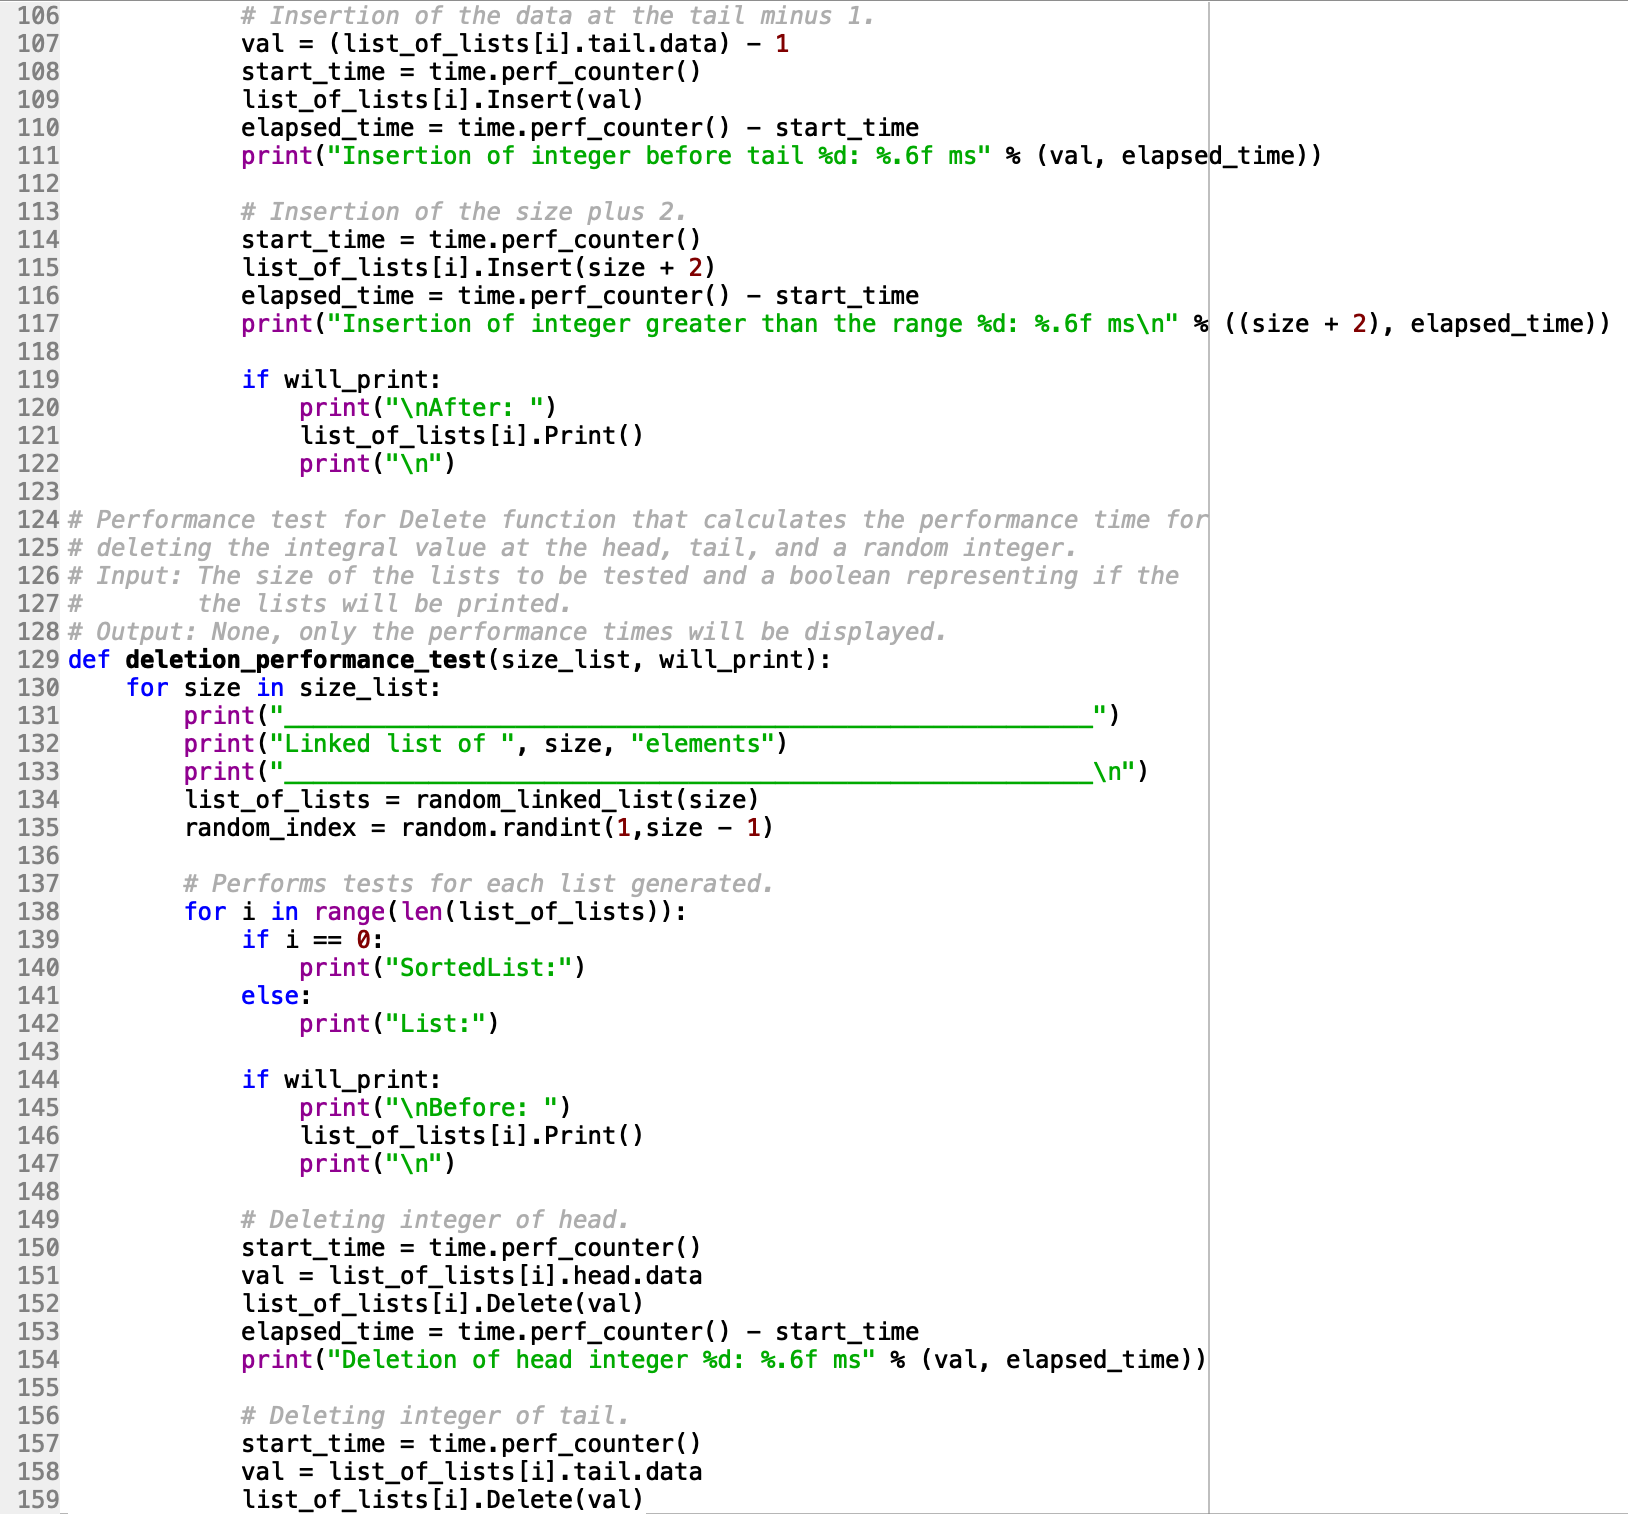 106             # Insertion of the data at the tail minus 1.
107             val = (list_of_lists[i].tail.data) - 1
108             start_time = time.perf_counter()
109             list_of_lists[i].Insert(val)
110             elapsed_time = time.perf_counter() - start_time
111             print("Insertion of integer before tail %d: %.6f ms" % (val, elapsed_time))
112
113             # Insertion of the size plus 2.
114             start_time = time.perf_counter()
115             list_of_lists[i].Insert(size + 2)
116             elapsed_time = time.perf_counter() - start_time
117             print("Insertion of integer greater than the range %d: %.6f ms\n" % ((size + 2), elapsed_time))
118
119             if will_print:
120                 print("\nAfter: ")
121                 list_of_lists[i].Print()
122                 print("\n")
123
124 # Performance test for Delete function that calculates the performance time for
125 # deleting the integral value at the head, tail, and a random integer.
126 # Input: The size of the lists to be tested and a boolean representing if the
127 #        the lists will be printed.
128 # Output: None, only the performance times will be displayed.
129 def deletion_performance_test(size_list, will_print):
130     for size in size_list:
131         print("________________________________________________________")
132         print("Linked list of ", size, "elements")
133         print("________________________________________________________\n")
134         list_of_lists = random_linked_list(size)
135         random_index = random.randint(1,size - 1)
136
137         # Performs tests for each list generated.
138         for i in range(len(list_of_lists)):
139             if i == 0:
140                 print("SortedList:")
141             else:
142                 print("List:")
143
144             if will_print:
145                 print("\nBefore: ")
146                 list_of_lists[i].Print()
147                 print("\n")
148
149             # Deleting integer of head.
150             start_time = time.perf_counter()
151             val = list_of_lists[i].head.data
152             list_of_lists[i].Delete(val)
153             elapsed_time = time.perf_counter() - start_time
154             print("Deletion of head integer %d: %.6f ms" % (val, elapsed_time))
155
156             # Deleting integer of tail.
157             start_time = time.perf_counter()
158             val = list_of_lists[i].tail.data
159             list_of_lists[i].Delete(val)